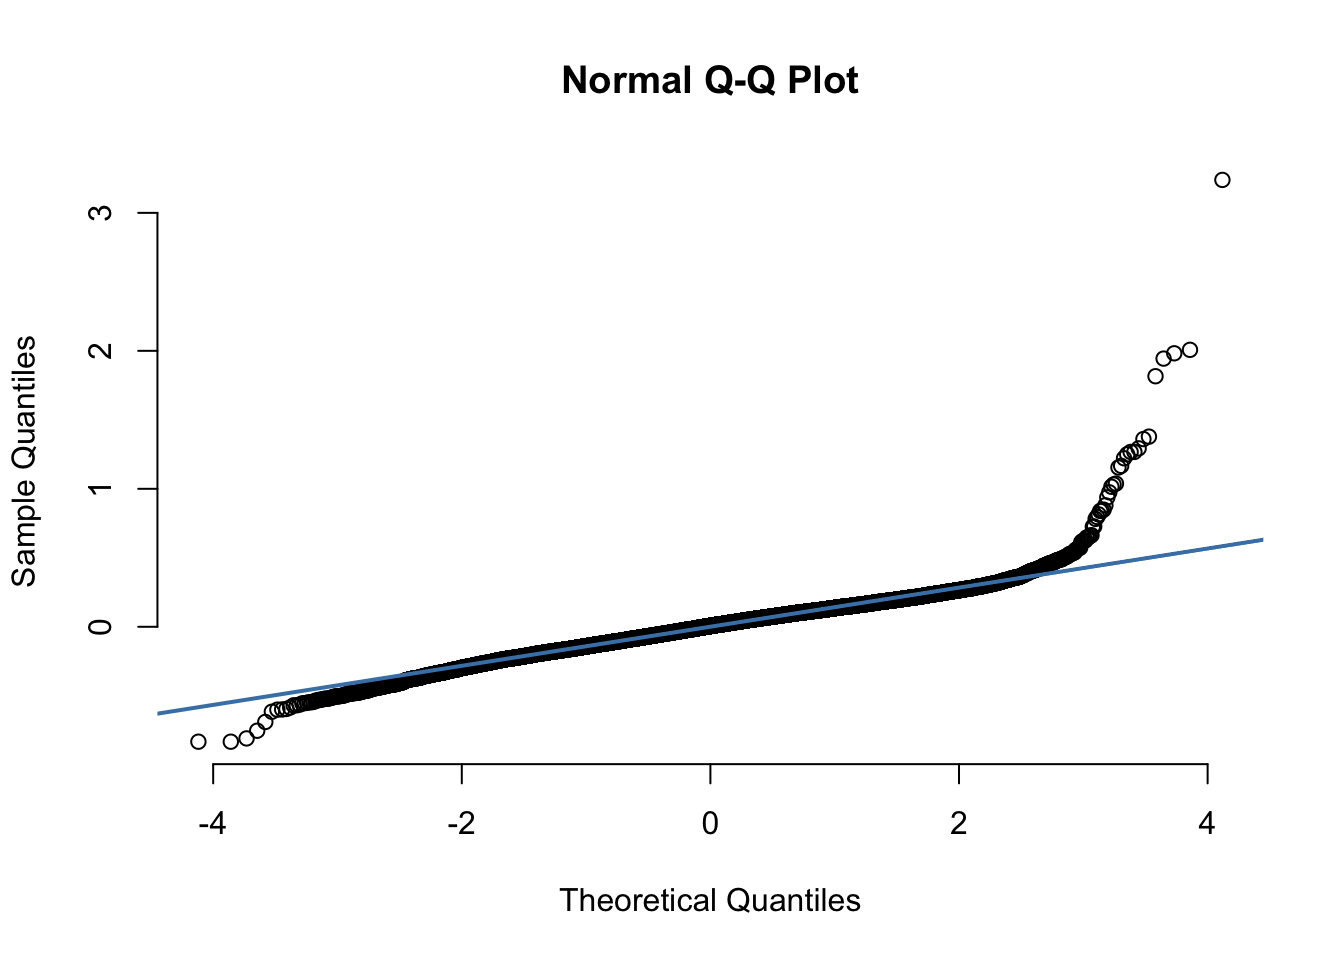 Normal Q-Q Plot
Sample Quantiles
3
2
1
0
-4 -2 0 2 4
Theoretical Quantiles